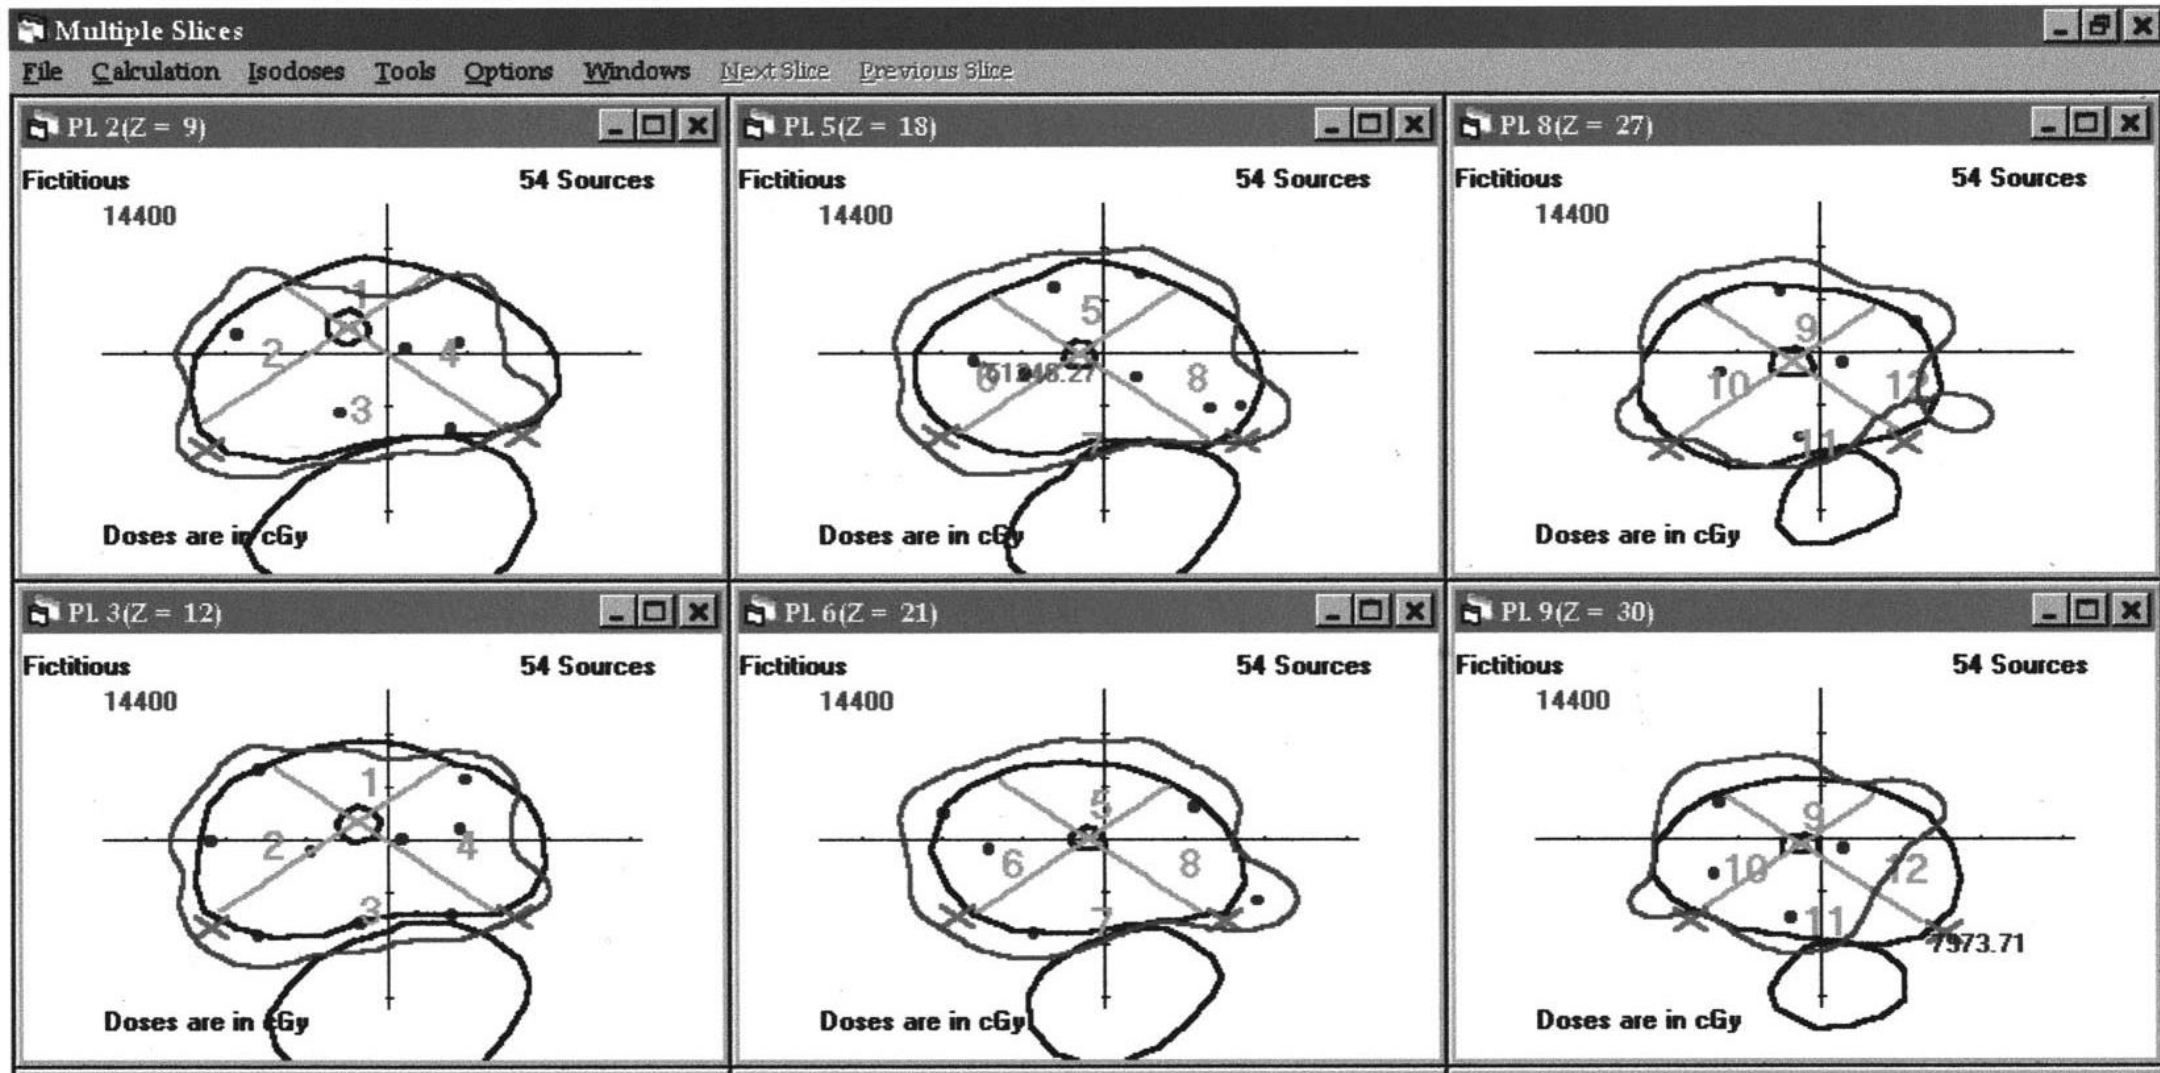 Multiple Slices
File Calculation Isodoses Tools Options Windows Next Slice Previous Slice
PL 2(Z = 9)
Fictitious 54 Sources
14400
1
2
4
3
Doses are in cGy
PL 5(Z = 18)
Fictitious 54 Sources
14400
5
6
8
7
Doses are in cGy
PL 8(Z = 27)
Fictitious 54 Sources
14400
9
10 12
11
Doses are in cGy
PL 3(Z = 12)
Fictitious 54 Sources
14400
1
2 4
3
Doses are in cGy
PL 6(Z = 21)
Fictitious 54 Sources
14400
5
6 8
7
Doses are in cGy
PL 9(Z = 30)
Fictitious 54 Sources
14400
9
10 12
11
7973.71
Doses are in cGy